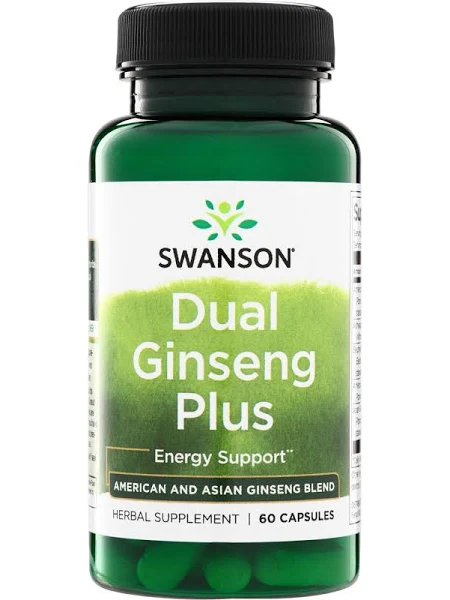 SWANSON®
Dual
Ginseng
Plus
Energy Support**
AMERICAN AND ASIAN GINSENG BLEND
HERBAL SUPPLEMENT | 60 CAPSULES